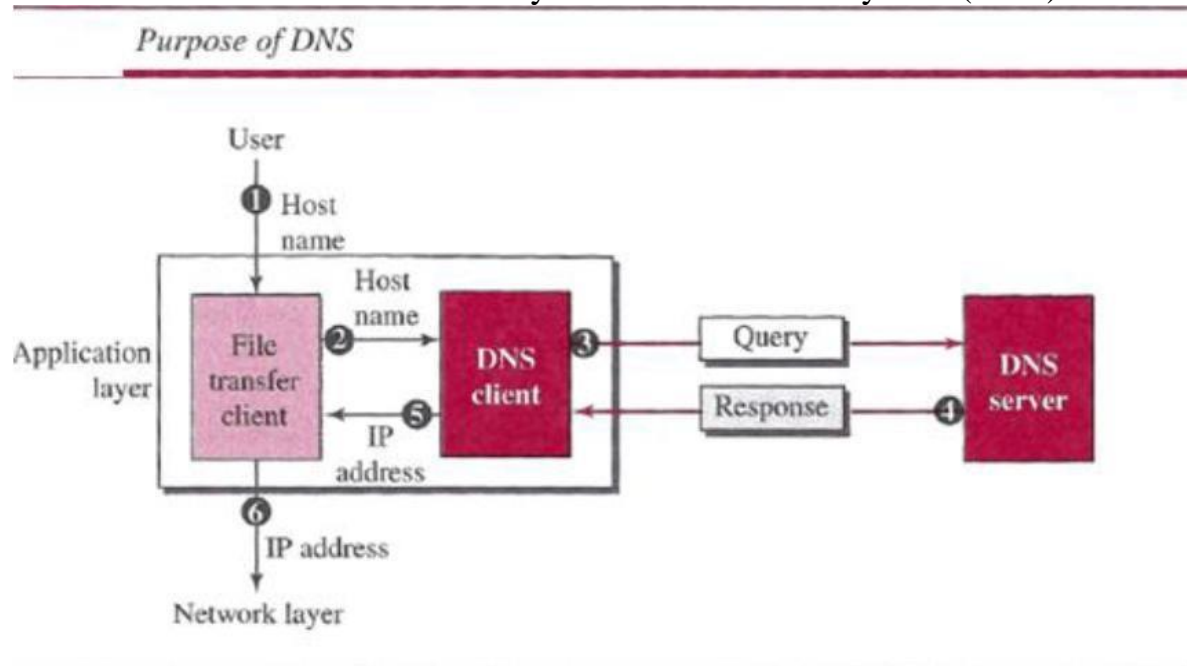 Purpose of DNS
User
1 Host
name
Host
name
2
File
transfer
client
DNS
client
3
Query
DNS
server
Application
layer
5
IP
address
Response
4
6
IP address
Network layer